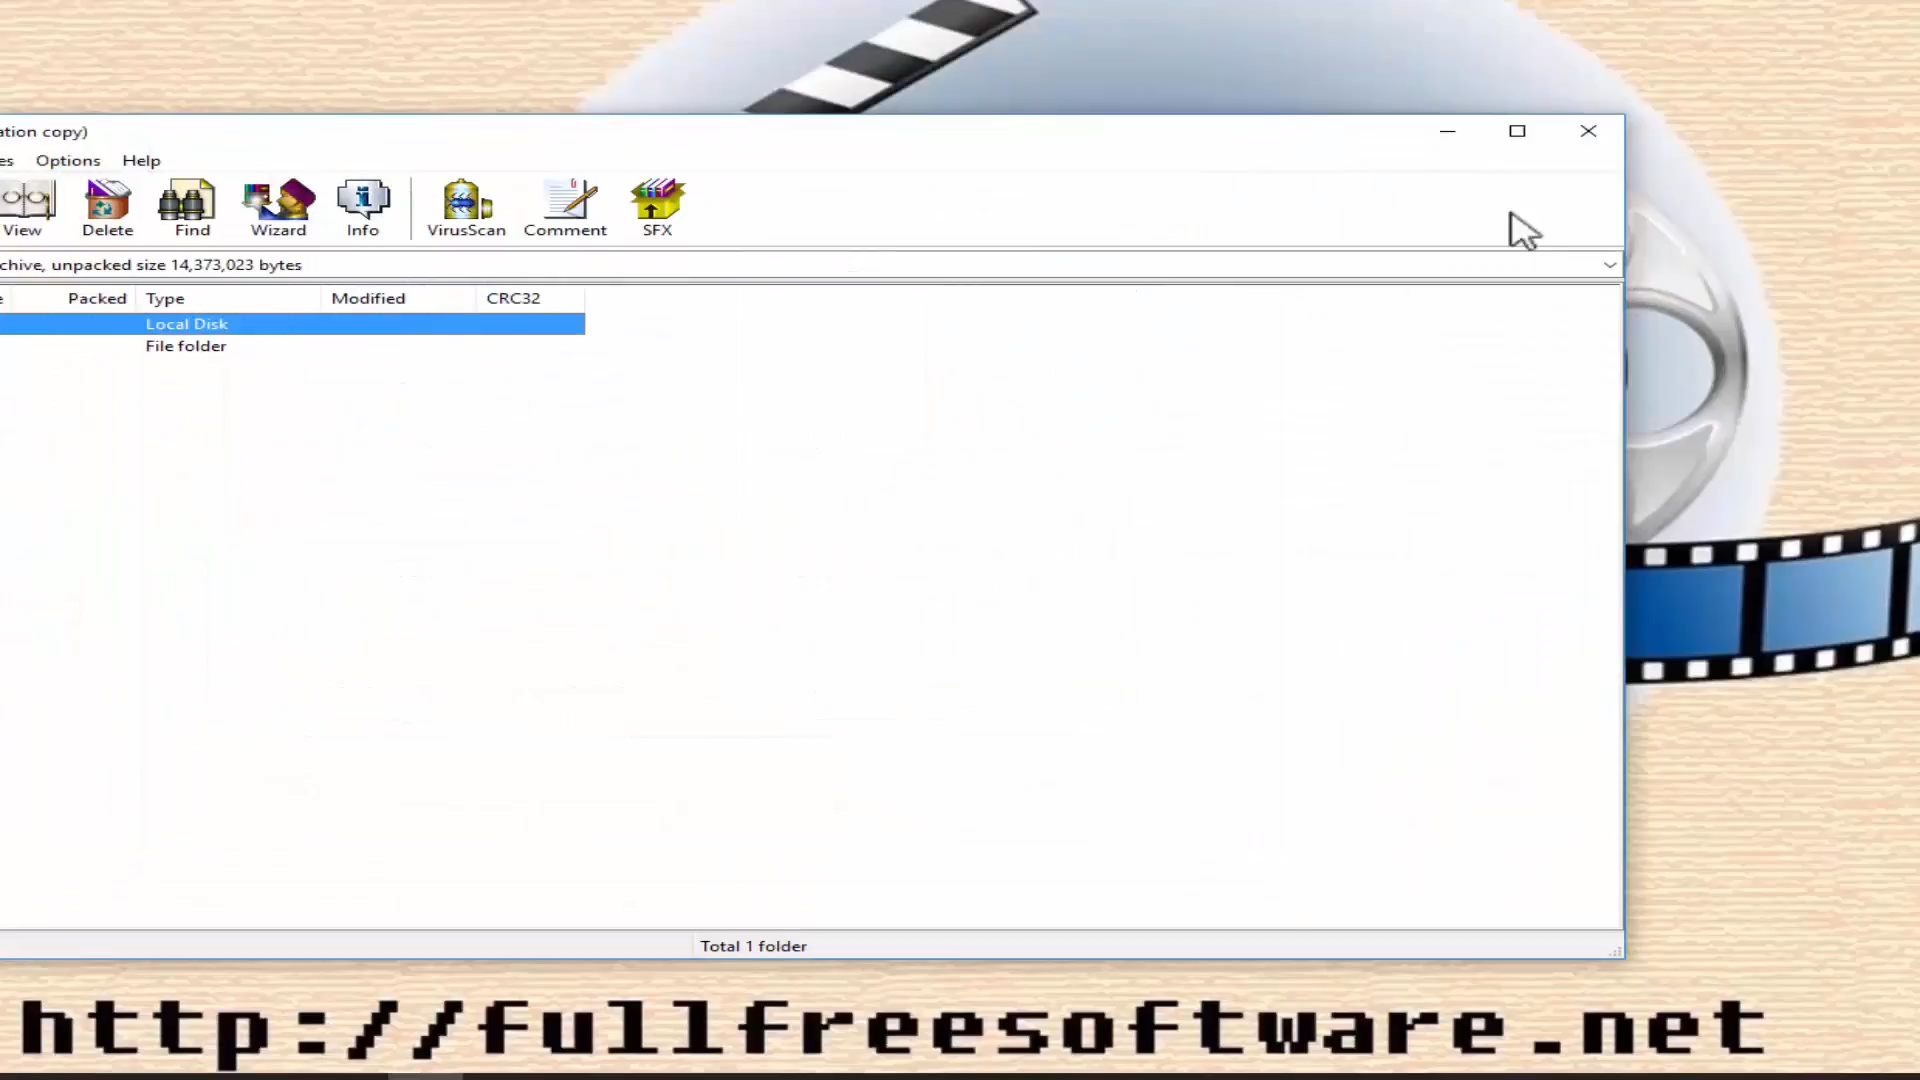 ation copy)
es Options Help
View Delete Find Wizard Info VirusScan Comment SFX
chive, unpacked size 14,373,023 bytes
e Packed Type Modified CRC32
Local Disk
File folder
Total 1 folder
http://fullfreesoftware.net